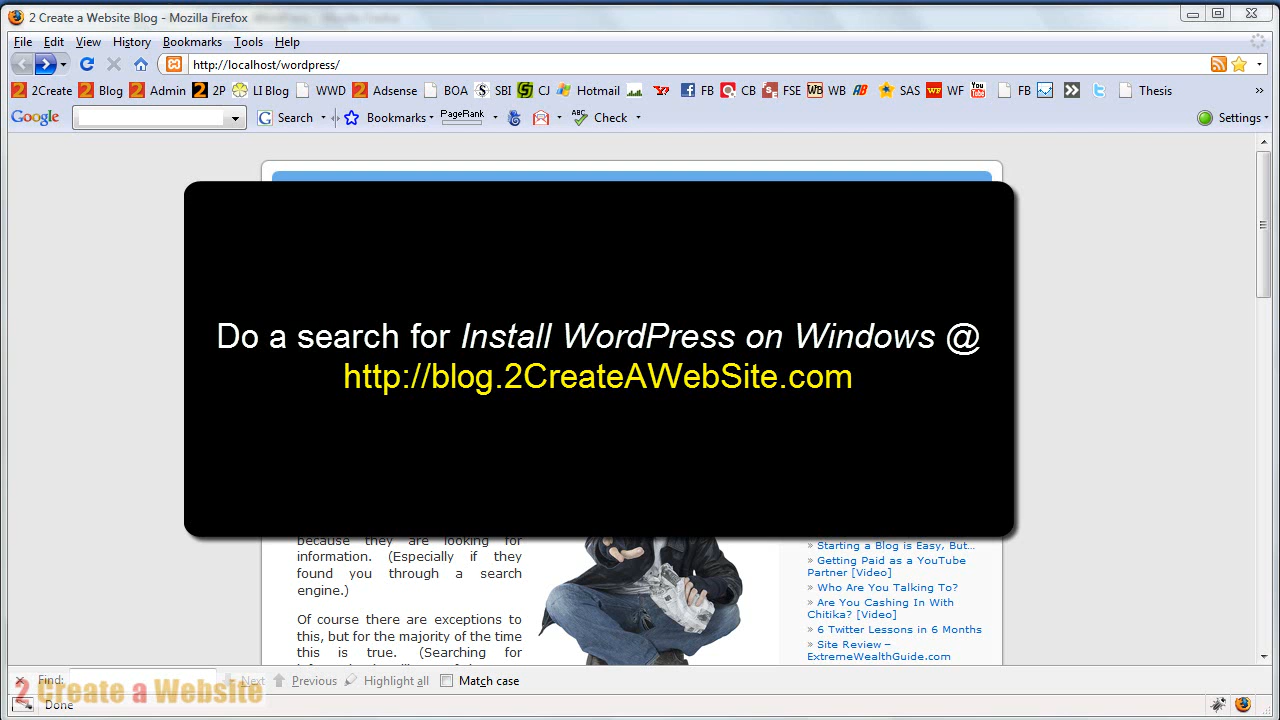 2 Create a Website Blog - Mozilla Firefox
File Edit View History Bookmarks Tools Help
http://localhost/wordpress/
2Create Blog Admin 2P LI Blog WWD Adsense BOA SBI CJ Hotmail FB CB FSE WB SAS WF FB Thesis
Google Search Bookmarks PageRank Check Settings
Do a search for Install WordPress on Windows @
http://blog.2CreateAWebSite.com
because they are looking for
information. (Especially if they
found you through a search
engine.)
Of course there are exceptions to
this, but for the majority of the time
this is true. (Searching for
» Starting a Blog is Easy, But...
» Getting Paid as a YouTube
Partner [Video]
» Who Are You Talking To?
» Are You Cashing In With
Chitika? [Video]
» 6 Twitter Lessons in 6 Months
» Site Review –
ExtremeWealthGuide.com
Find: Next Previous Highlight all Match case
2 Create a Website
Done